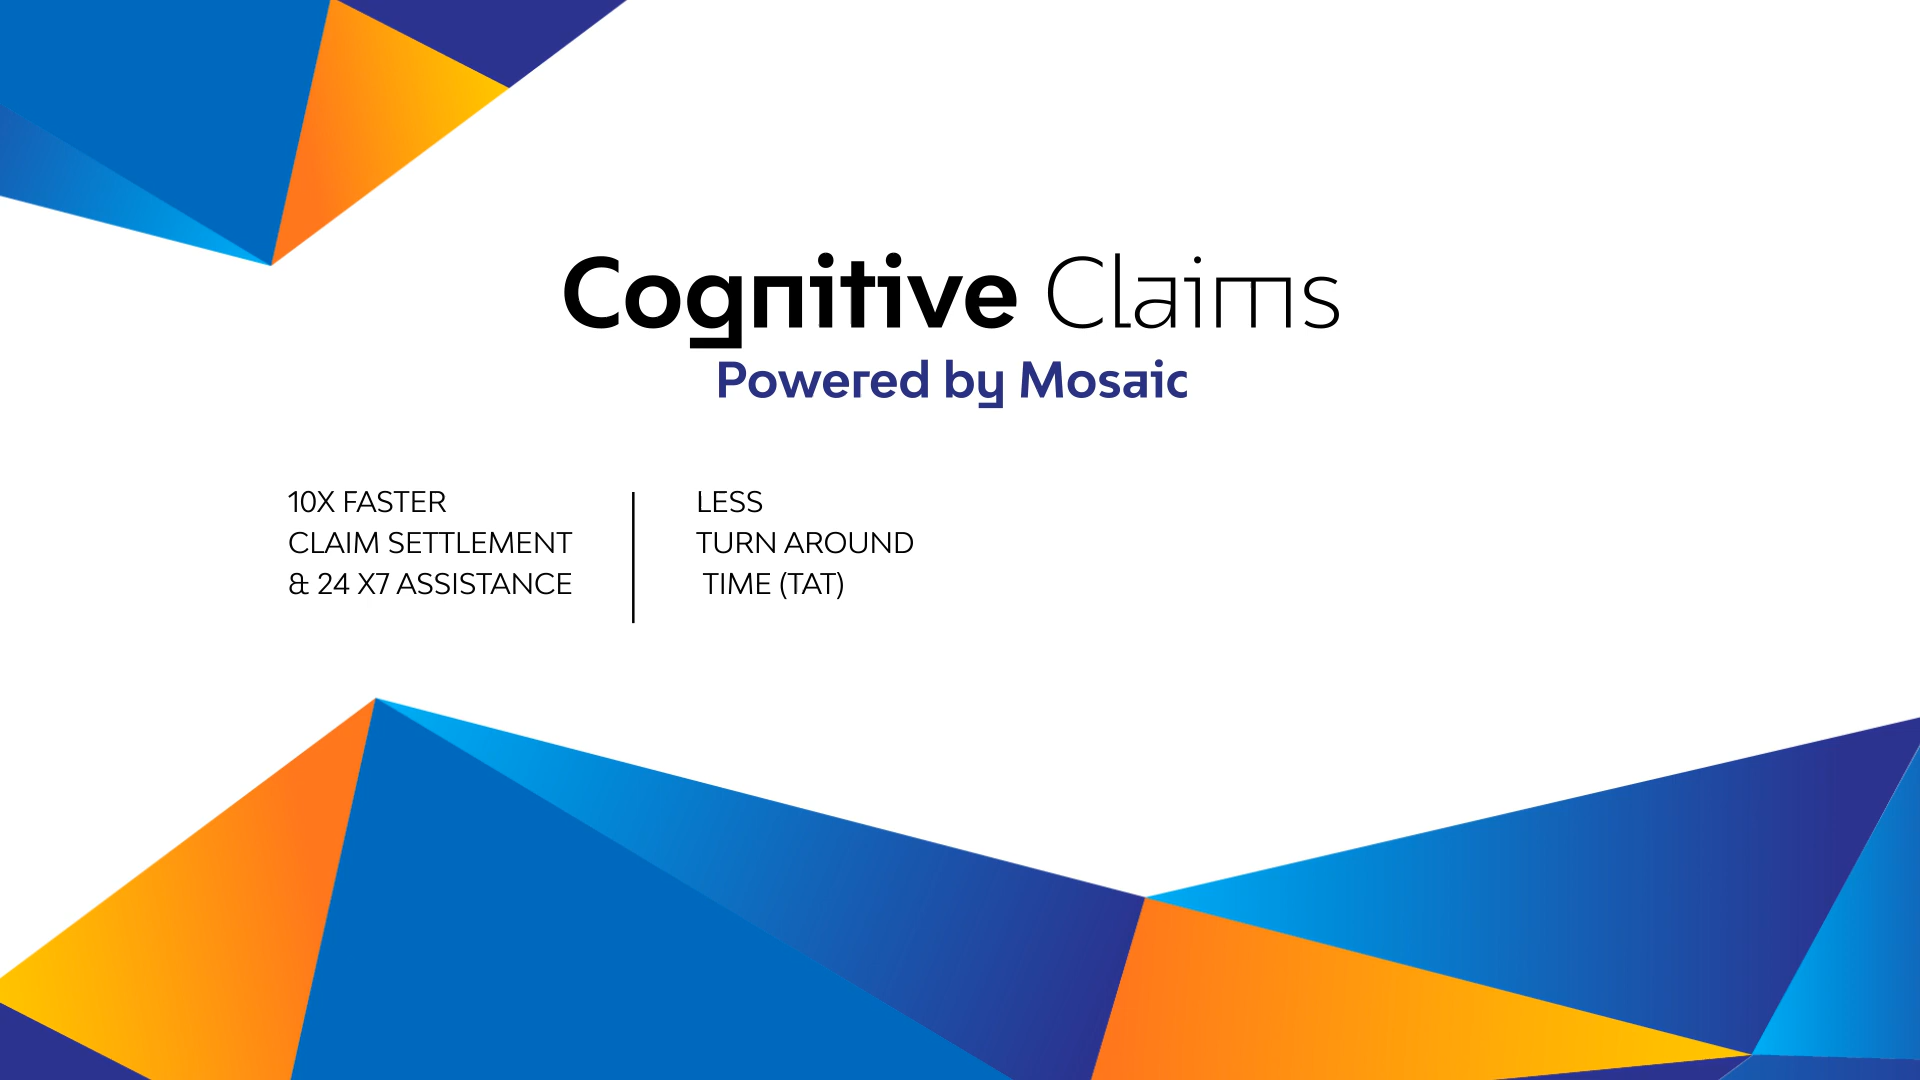 Cognitive Claims
Powered by Mosaic
10X FASTER
CLAIM SETTLEMENT
& 24 X7 ASSISTANCE
LESS
TURN AROUND
TIME (TAT)